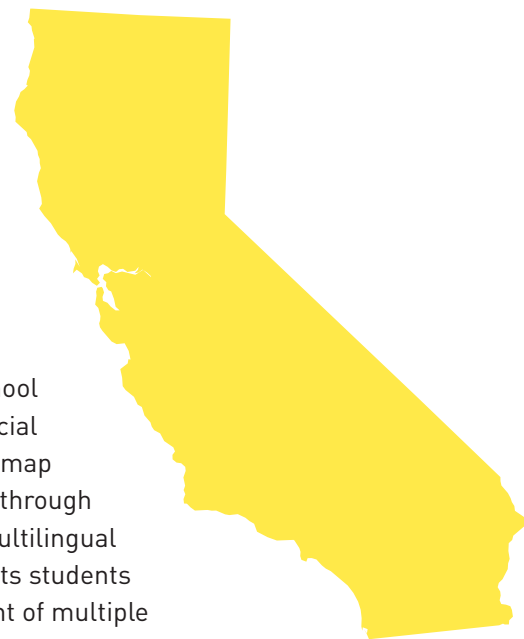 ool
cial
map
through
ultilingual
ts students
nt of multiple